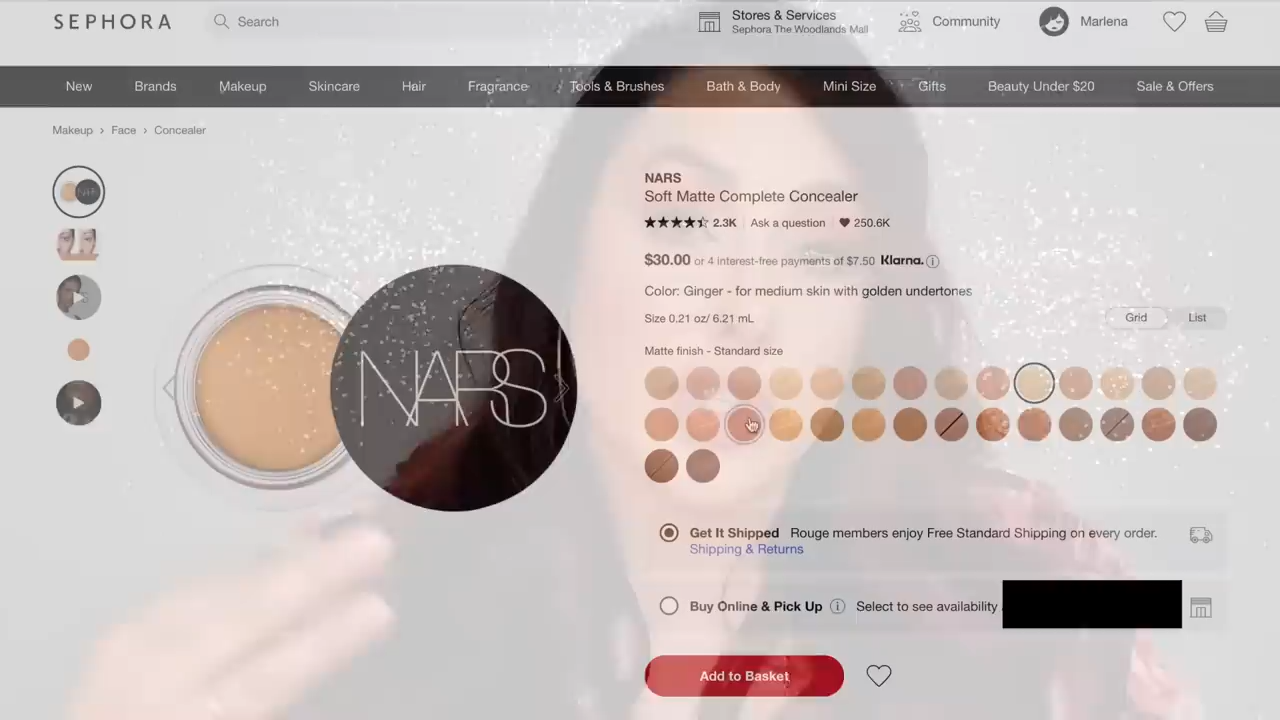 SEPHORA
Search
Stores & Services
Sephora The Woodlands Mall
Community
Marlena
New
Brands
Makeup
Skincare
Hair
Fragrance
Tools & Brushes
Bath & Body
Mini Size
Gifts
Beauty Under $20
Sale & Offers
Makeup › Face › Concealer
NARS
Soft Matte Complete Concealer
2.3K
Ask a question
250.6K
$30.00 or 4 interest-free payments of $7.50 Klarna.
Color: Ginger - for medium skin with golden undertones
Size 0.21 oz/ 6.21 mL
Grid
List
Matte finish - Standard size
NARS
Get It Shipped Rouge members enjoy Free Standard Shipping on every order.
Shipping & Returns
Buy Online & Pick Up Select to see availability
Add to Basket